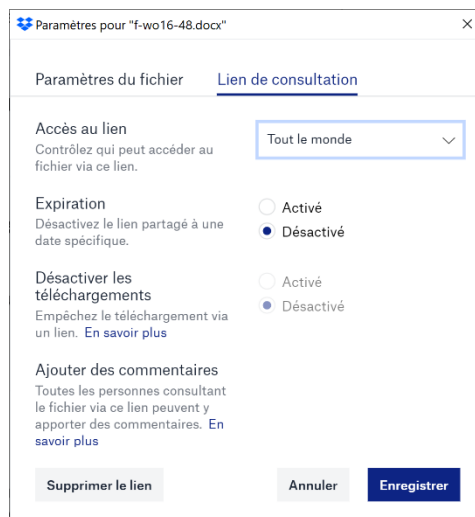 Paramètres pour "f-wo16-48.docx"
Paramètres du fichier
Lien de consultation
Accès au lien
Contrôlez qui peut accéder au
fichier via ce lien.
Tout le monde
Expiration
Désactivez le lien partagé à une
date spécifique.
Activé
Désactivé
Désactiver les
téléchargements
Empêchez le téléchargement via
un lien. En savoir plus
Activé
Désactivé
Ajouter des commentaires
Toutes les personnes consultant
le fichier via ce lien peuvent y
apporter des commentaires. En
savoir plus
Supprimer le lien
Annuler
Enregistrer